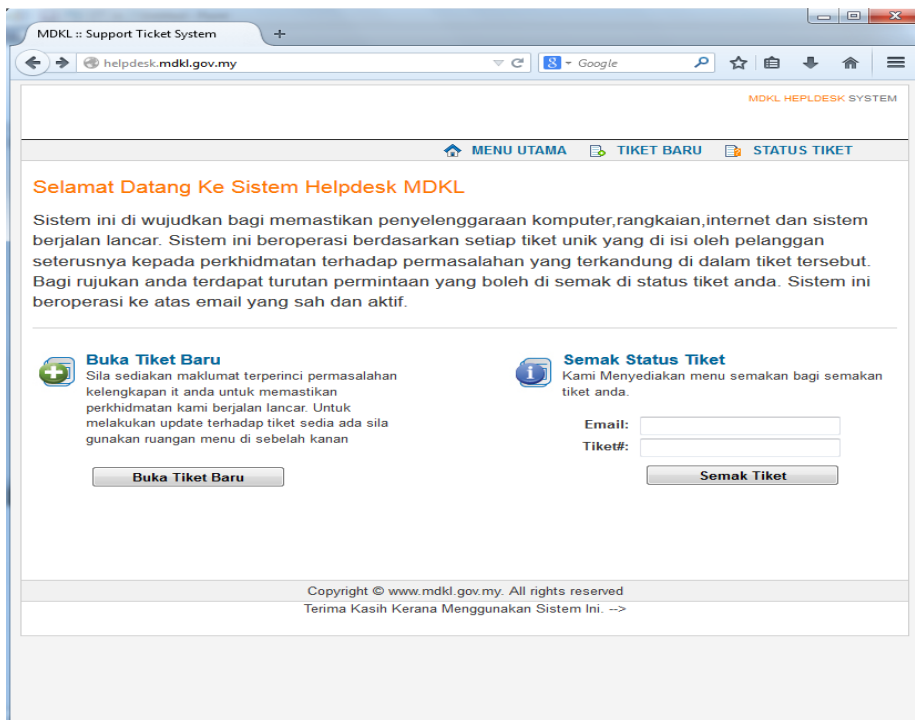 MDKL :: Support Ticket System
helpdesk.mdkl.gov.my
Google
MDKL HEPLDESK SYSTEM
MENU UTAMA TIKET BARU STATUS TIKET
Selamat Datang Ke Sistem Helpdesk MDKL
Sistem ini di wujudkan bagi memastikan penyelenggaraan komputer,rangkaian,internet dan sistem
berjalan lancar. Sistem ini beroperasi berdasarkan setiap tiket unik yang di isi oleh pelanggan
seterusnya kepada perkhidmatan terhadap permasalahan yang terkandung di dalam tiket tersebut.
Bagi rujukan anda terdapat turutan permintaan yang boleh di semak di status tiket anda. Sistem ini
beroperasi ke atas email yang sah dan aktif.
Buka Tiket Baru
Sila sediakan maklumat terperinci permasalahan
kelengkapan it anda untuk memastikan
perkhidmatan kami berjalan lancar. Untuk
melakukan update terhadap tiket sedia ada sila
gunakan ruangan menu di sebelah kanan
Buka Tiket Baru
Semak Status Tiket
Kami Menyediakan menu semakan bagi semakan
tiket anda.
Email:
Tiket#:
Semak Tiket
Copyright © www.mdkl.gov.my. All rights reserved
Terima Kasih Kerana Menggunakan Sistem Ini. -->